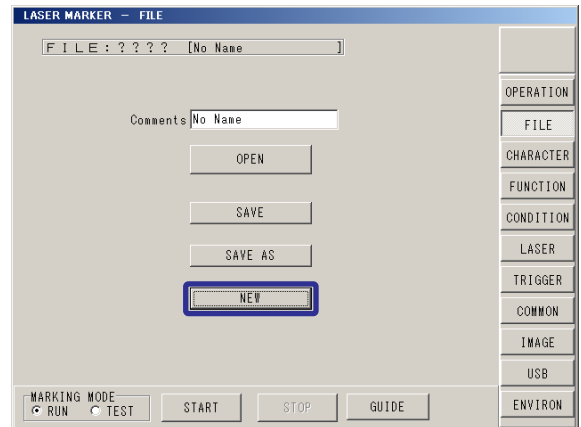 LASER MARKER － FILE
ＦＩＬＥ：？？？？ [No Name ]
Comments No Name
OPEN
SAVE
SAVE AS
NEW
OPERATION
FILE
CHARACTER
FUNCTION
CONDITION
LASER
TRIGGER
COMMON
IMAGE
USB
ENVIRON
MARKING MODE
RUN TEST
START
STOP
GUIDE